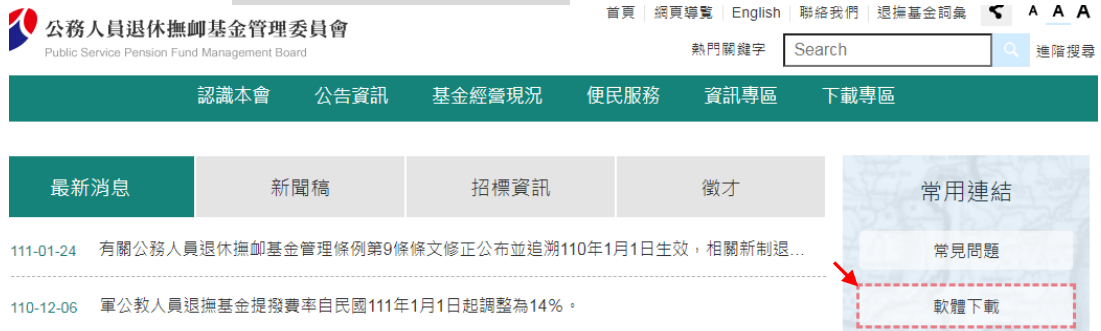 首頁 網頁導覽 English 聯絡我們 退撫基金詞彙 A A A
公務人員退休撫卹基金管理委員會
Public Service Pension Fund Management Board
熱門關鍵字 Search 進階搜尋
認識本會 公告資訊 基金經營現況 便民服務 資訊專區 下載專區
最新消息 新聞稿 招標資訊 徵才
常用連結
111-01-24 有關公務人員退休撫卹基金管理條例第9條條文修正公布並追溯110年1月1日生效，相關新制退...
常見問題
110-12-06 軍公教人員退撫基金提撥費率自民國111年1月1日起調整為14%。
軟體下載